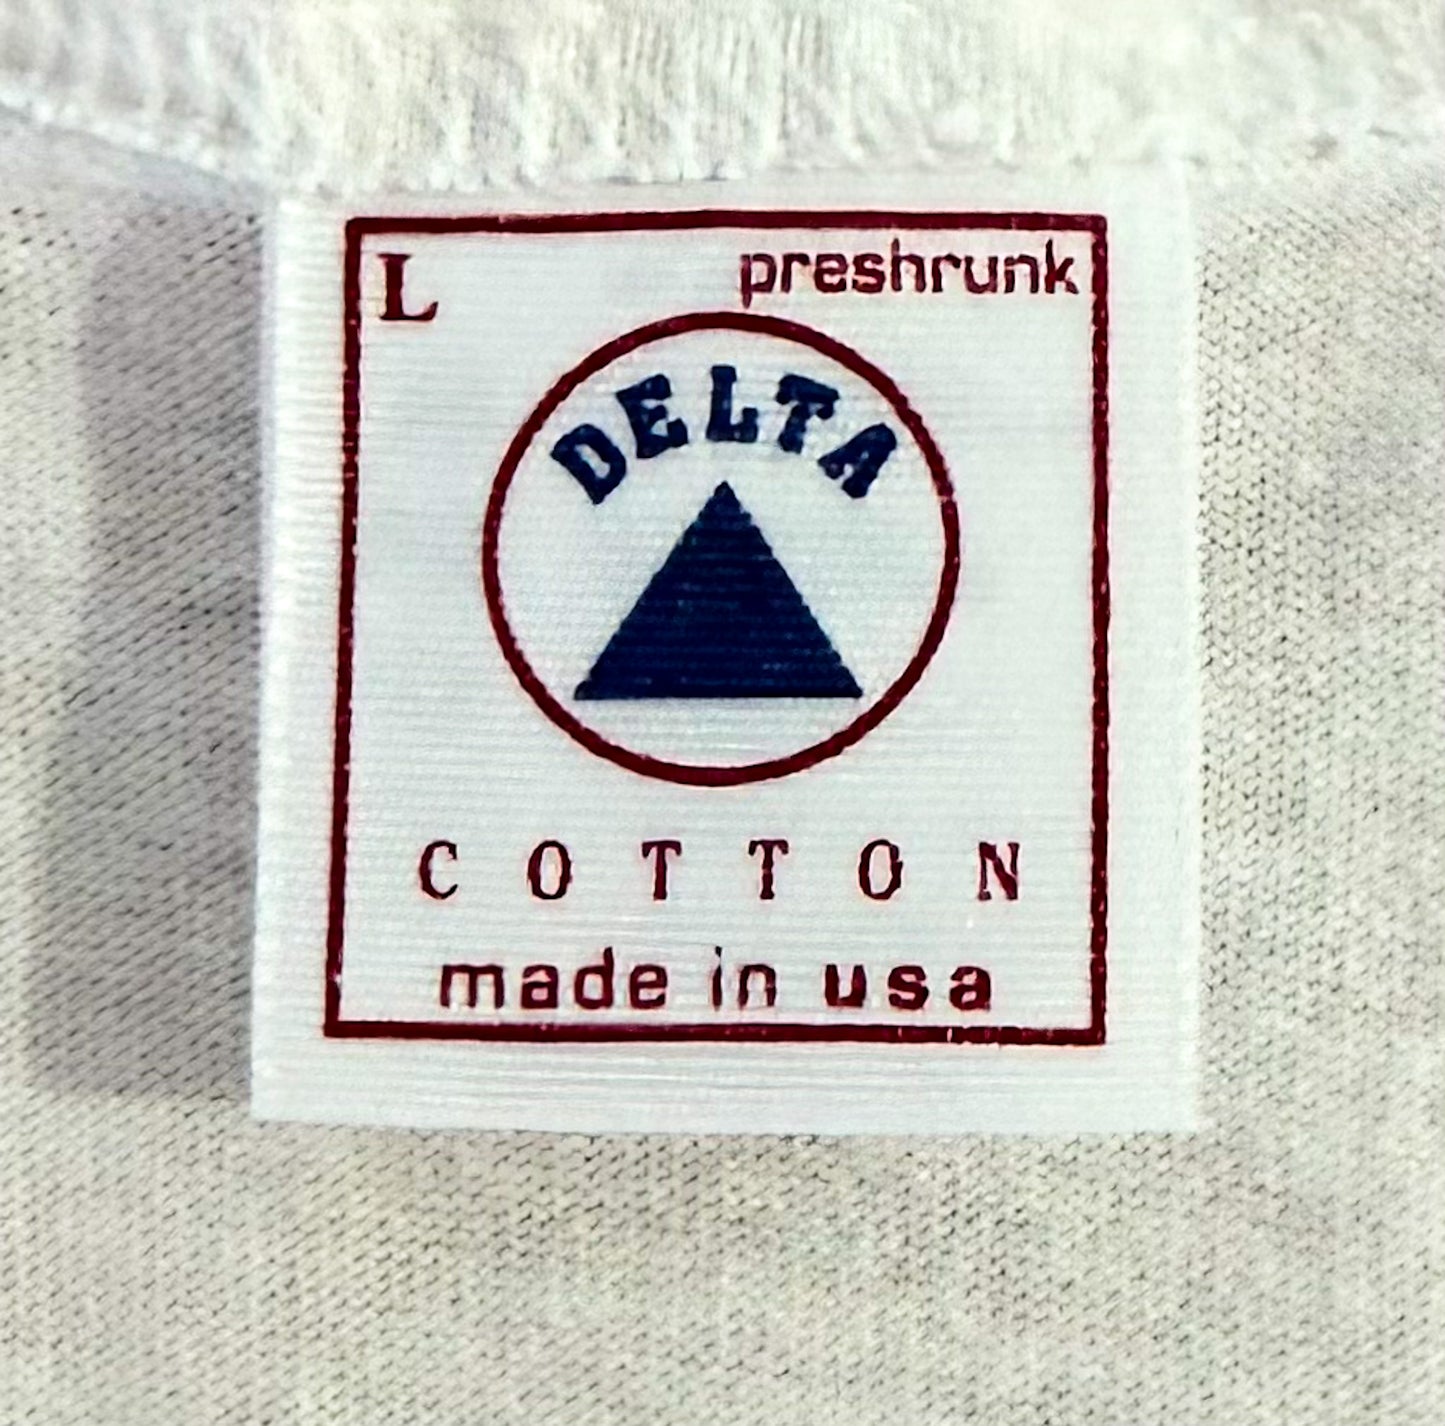 L preshrunk
DELTA
COTTON
made in usa